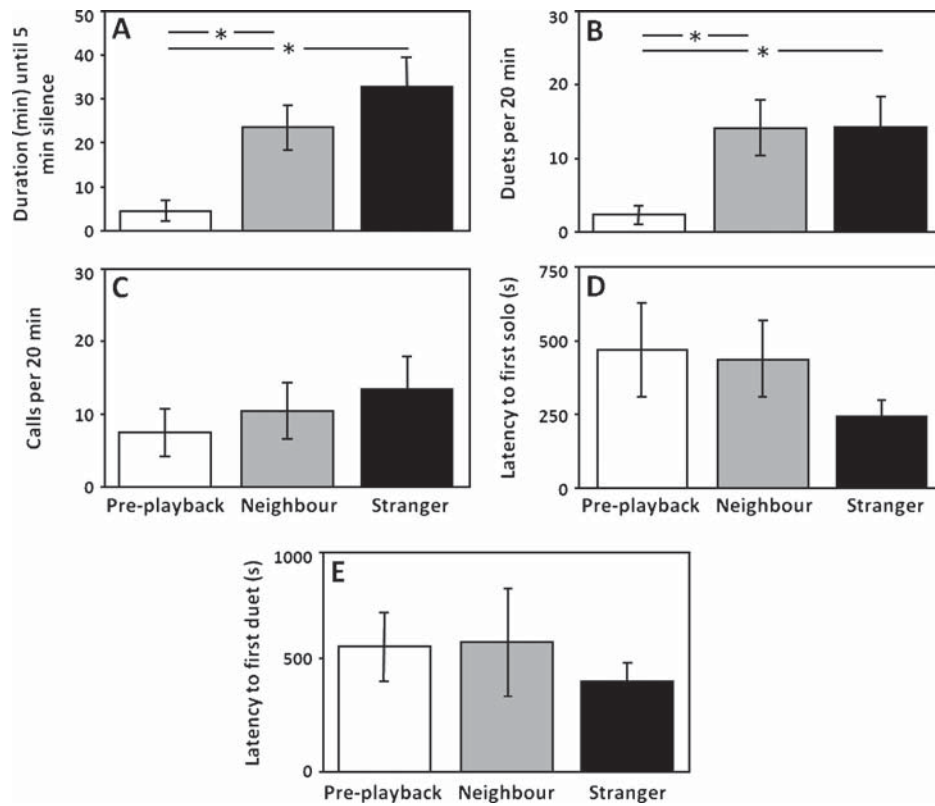 A
Duration (min) until 5
min silence
50
40
30
20
10
0
*
*
B
Duets per 20 min
30
20
10
0
*
*
C
Calls per 20 min
30
20
10
0
Pre-playback Neighbour Stranger
D
Latency to first solo (s)
750
500
250
0
Pre-playback Neighbour Stranger
E
Latency to first duet (s)
1000
500
0
Pre-playback Neighbour Stranger